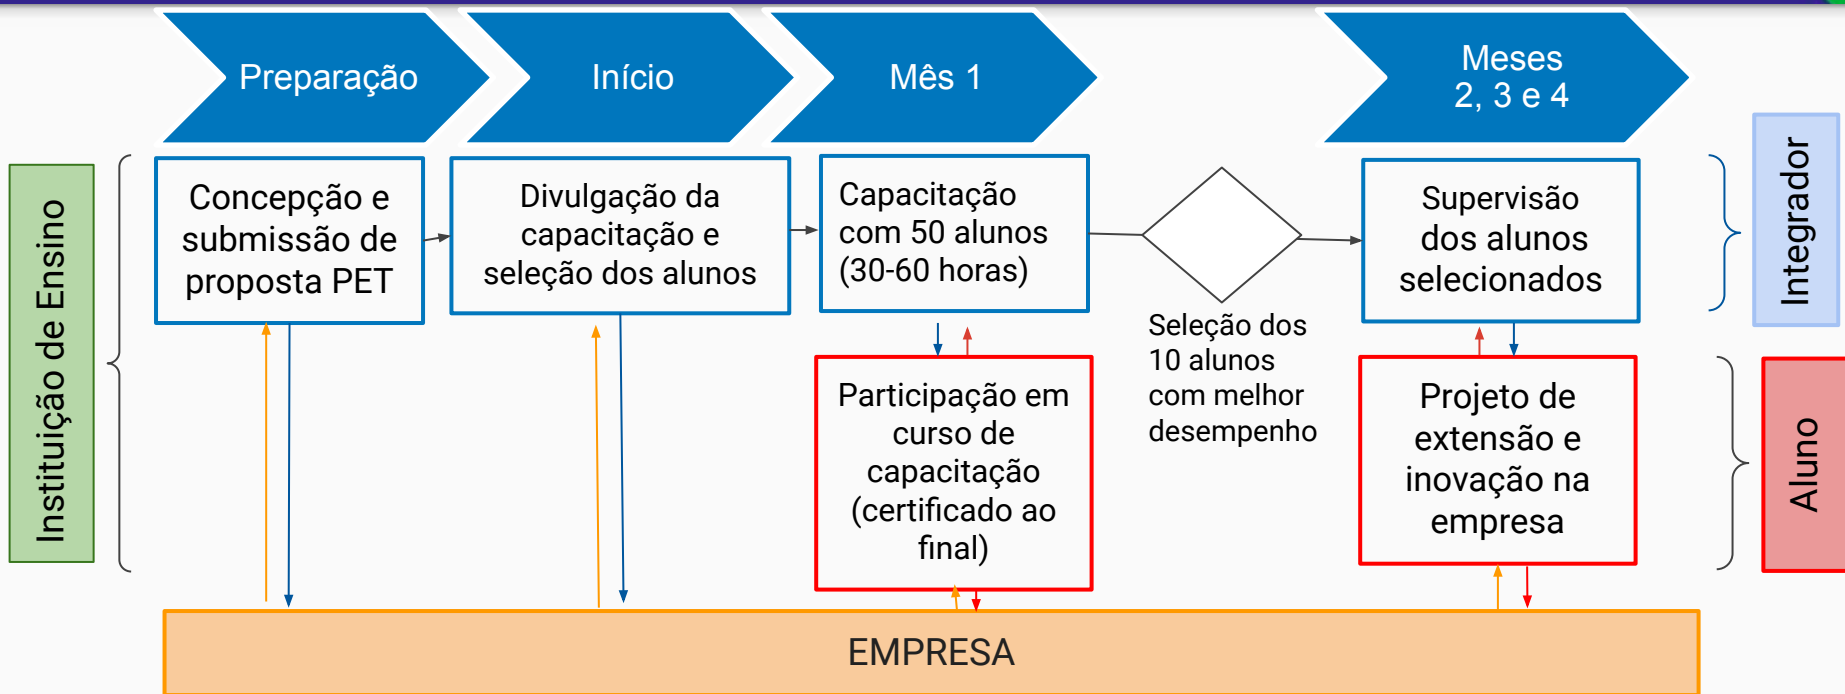 Preparação
Início
Mês 1
Meses
2, 3 e 4
Instituição de Ensino
Concepção e
submissão de
proposta PET
Divulgação da
capacitação e
seleção dos alunos
Capacitação
com 50 alunos
(30-60 horas)
Seleção dos
10 alunos
com melhor
desempenho
Supervisão
dos alunos
selecionados
Integrador
Participação em
curso de
capacitação
(certificado ao
final)
Projeto de
extensão e
inovação na
empresa
Aluno
EMPRESA